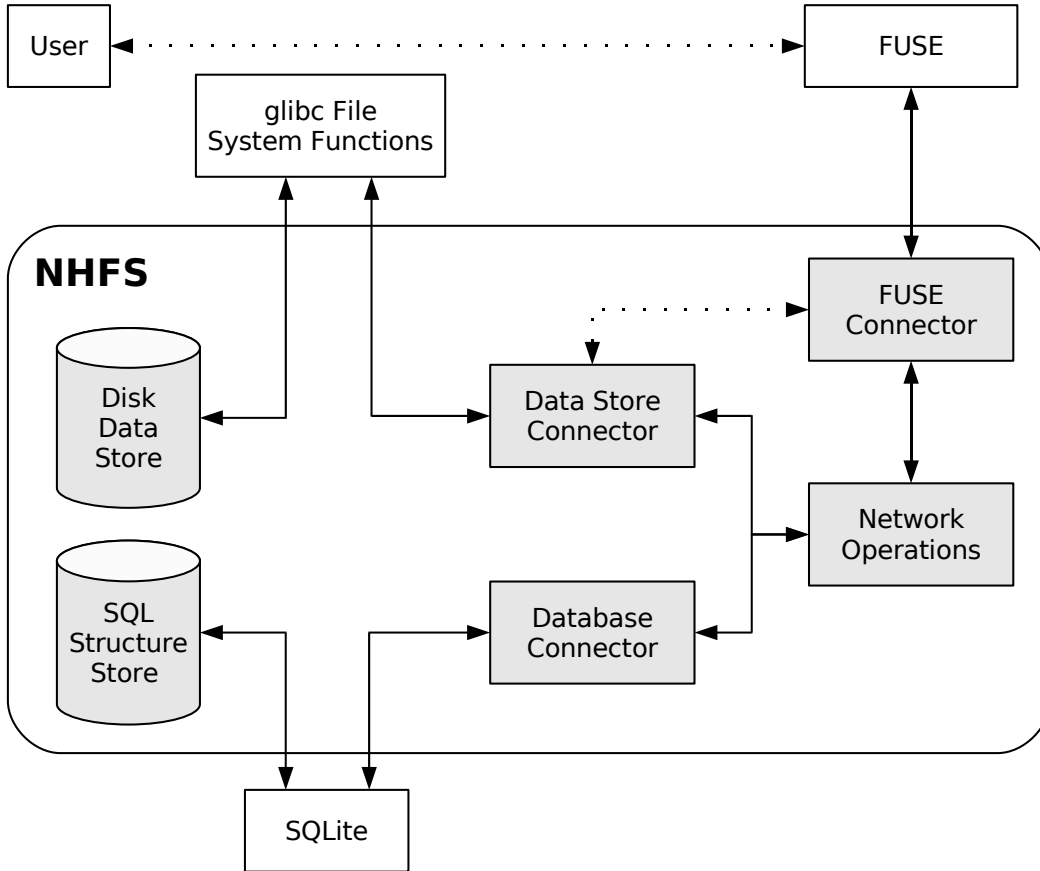 User
FUSE
glibc File
System Functions
NHFS
FUSE
Connector
Disk
Data
Store
Data Store
Connector
Network
Operations
SQL
Structure
Store
Database
Connector
SQLite